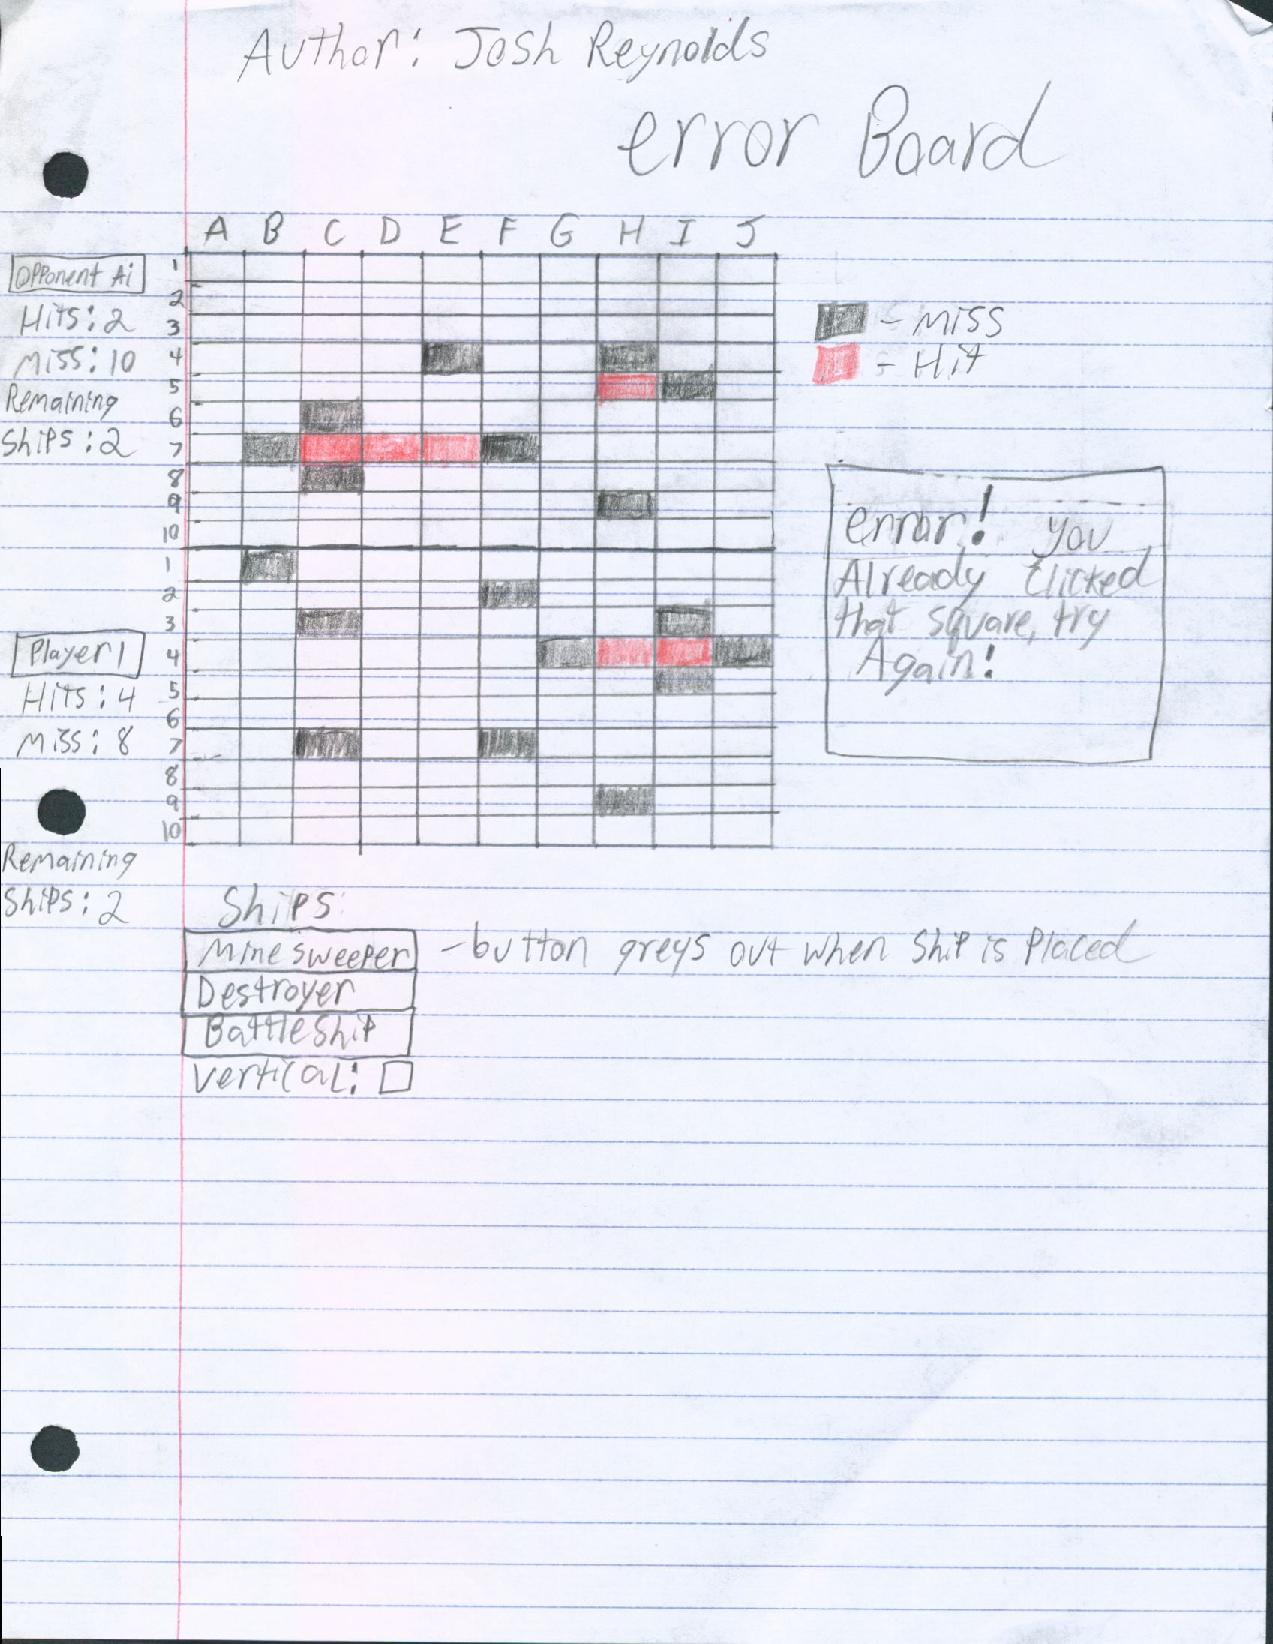 Author: Josh Reynolds
error Board
A B C D E F G H I J
Opponent Ai
Hits: 2
Miss: 10
Remaining
Ships: 2
1
2
3
4
5
6
7
8
9
10
1
2
3
4
5
6
7
8
9
10
- Miss
- Hit
error! you
Already Clicked
that square, try
Again!
Player 1
Hits: 4
Miss: 8
Remaining
Ships: 2
Ships:
Minesweeper - button greys out when ship is Placed
Destroyer
Battleship
vertical: